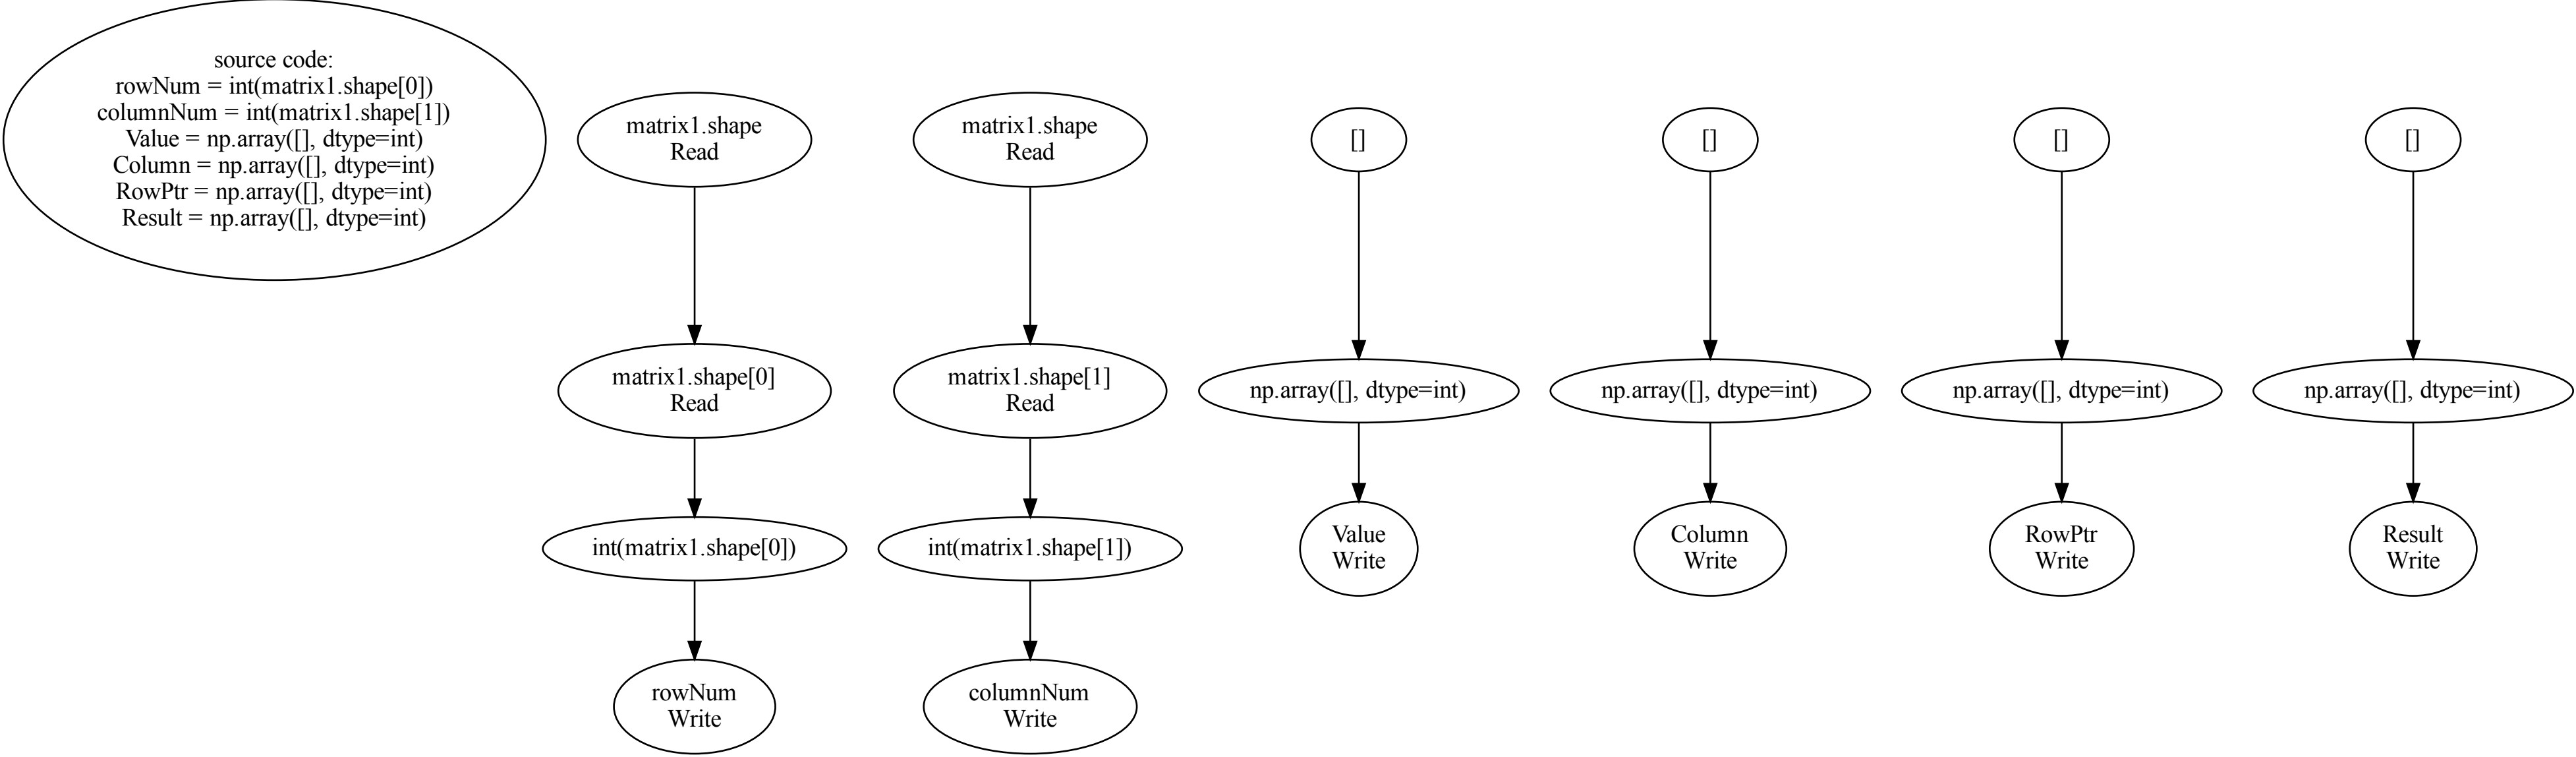 source code:
rowNum = int(matrix1.shape[0])
columnNum = int(matrix1.shape[1])
Value = np.array([], dtype=int)
Column = np.array([], dtype=int)
RowPtr = np.array([], dtype=int)
Result = np.array([], dtype=int)
matrix1.shape
Read
matrix1.shape[0]
Read
int(matrix1.shape[0])
rowNum
Write
matrix1.shape
Read
matrix1.shape[1]
Read
int(matrix1.shape[1])
columnNum
Write
[]
np.array([], dtype=int)
Value
Write
[]
np.array([], dtype=int)
Column
Write
[]
np.array([], dtype=int)
RowPtr
Write
[]
np.array([], dtype=int)
Result
Write